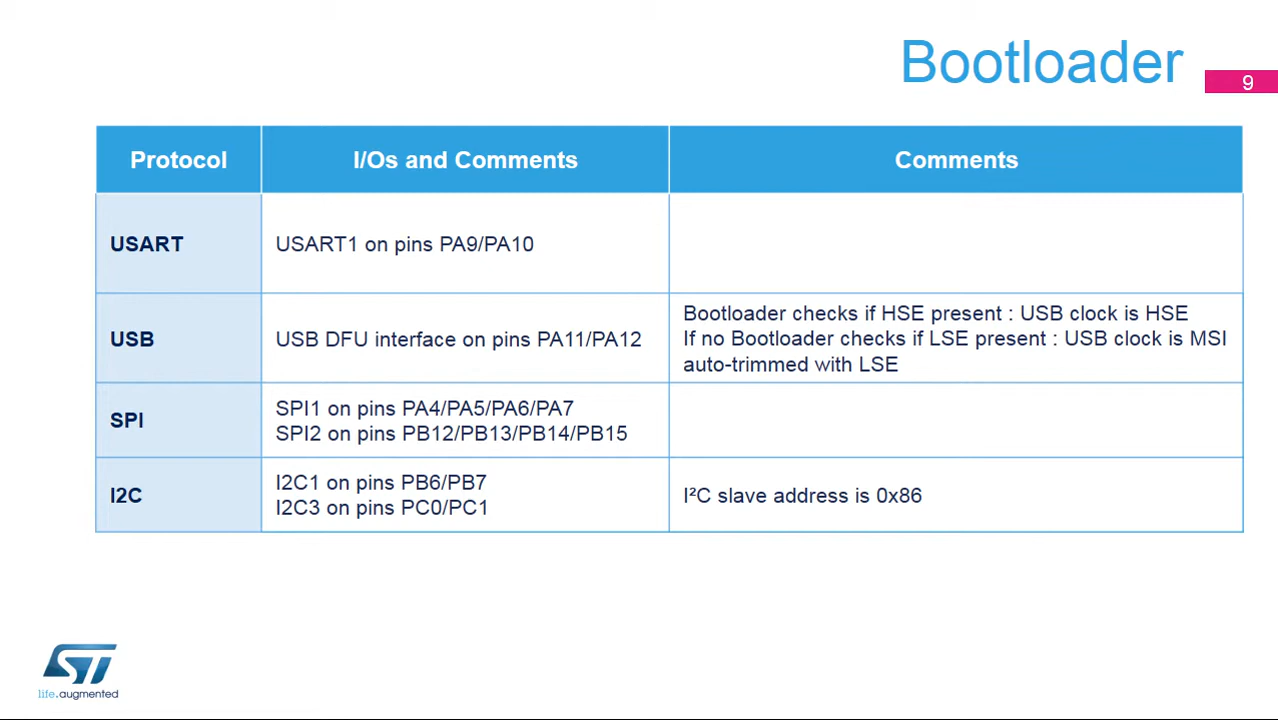 Bootloader
9
Protocol
I/Os and Comments
Comments
USART
USART1 on pins PA9/PA10
USB
USB DFU interface on pins PA11/PA12
Bootloader checks if HSE present : USB clock is HSE
If no Bootloader checks if LSE present : USB clock is MSI
auto-trimmed with LSE
SPI
SPI1 on pins PA4/PA5/PA6/PA7
SPI2 on pins PB12/PB13/PB14/PB15
I2C
I2C1 on pins PB6/PB7
I2C3 on pins PC0/PC1
I²C slave address is 0x86
ST
life.augmented